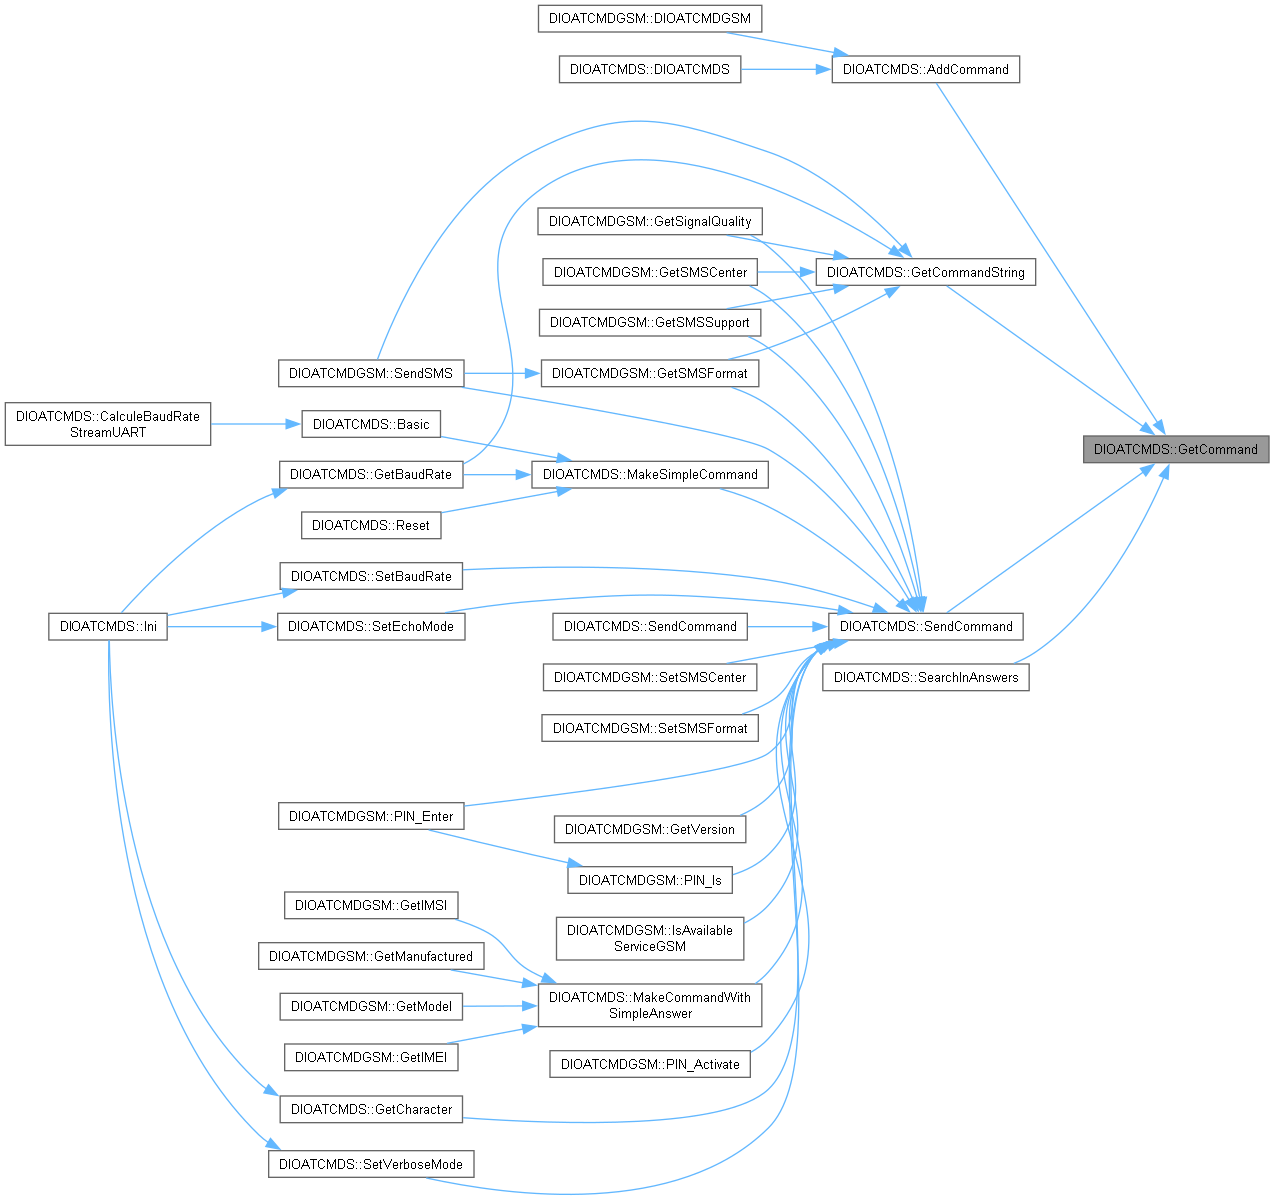 DIOATCMDGSM::DIOATCMDGSM
DIOATCMDS::DIOATCMDS
DIOATCMDS::AddCommand
DIOATCMDGSM::GetSignalQuality
DIOATCMDGSM::GetSMSCenter
DIOATCMDS::GetCommandString
DIOATCMDGSM::GetSMSSupport
DIOATCMDGSM::SendSMS
DIOATCMDGSM::GetSMSFormat
DIOATCMDS::CalculeBaudRate
StreamUART
DIOATCMDS::Basic
DIOATCMDS::GetCommand
DIOATCMDS::GetBaudRate
DIOATCMDS::MakeSimpleCommand
DIOATCMDS::Reset
DIOATCMDS::SetBaudRate
DIOATCMDS::Ini
DIOATCMDS::SetEchoMode
DIOATCMDS::SendCommand
DIOATCMDS::SendCommand
DIOATCMDGSM::SetSMSCenter
DIOATCMDS::SearchInAnswers
DIOATCMDGSM::SetSMSFormat
DIOATCMDGSM::PIN_Enter
DIOATCMDGSM::GetVersion
DIOATCMDGSM::PIN_Is
DIOATCMDGSM::GetIMSI
DIOATCMDGSM::IsAvailable
ServiceGSM
DIOATCMDGSM::GetManufactured
DIOATCMDGSM::GetModel
DIOATCMDS::MakeCommandWith
SimpleAnswer
DIOATCMDGSM::GetIMEI
DIOATCMDGSM::PIN_Activate
DIOATCMDS::GetCharacter
DIOATCMDS::SetVerboseMode